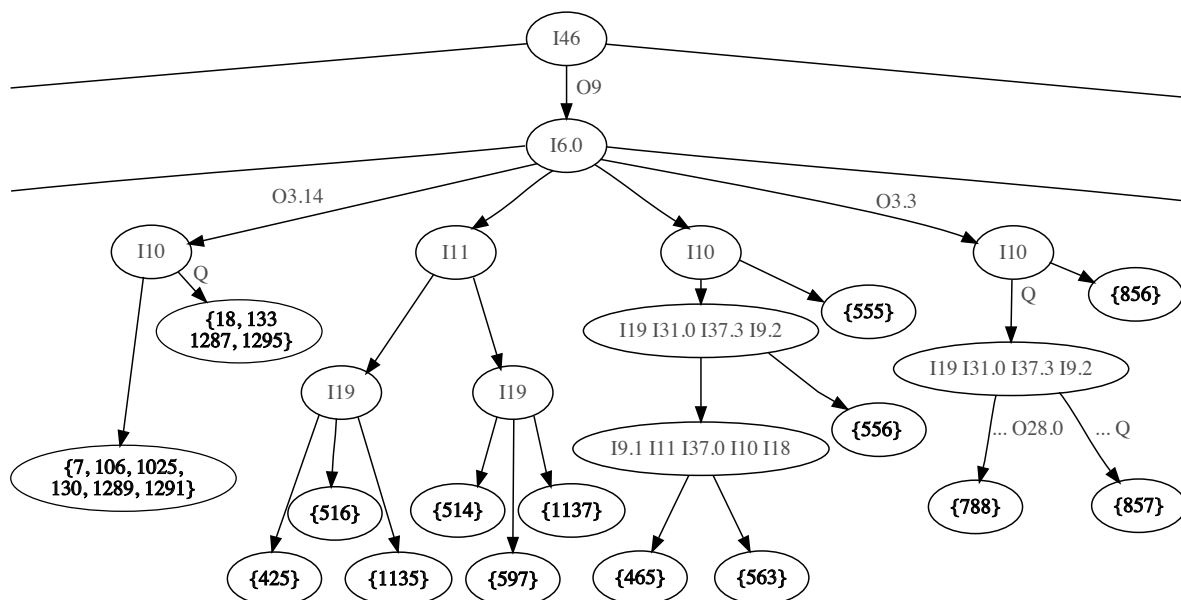 I46
O9
I6.0
O3.14
O3.3
I10
I11
I10
I10
Q
Q
{18, 133
1287, 1295}
{555}
{856}
I19 I31.0 I37.3 I9.2
I19 I31.0 I37.3 I9.2
I19
I19
{556}
... O28.0
... Q
I9.1 I11 I37.0 I10 I18
{7, 106, 1025,
130, 1289, 1291}
{516}
{514}
{1137}
{788}
{857}
{425}
{1135}
{597}
{465}
{563}